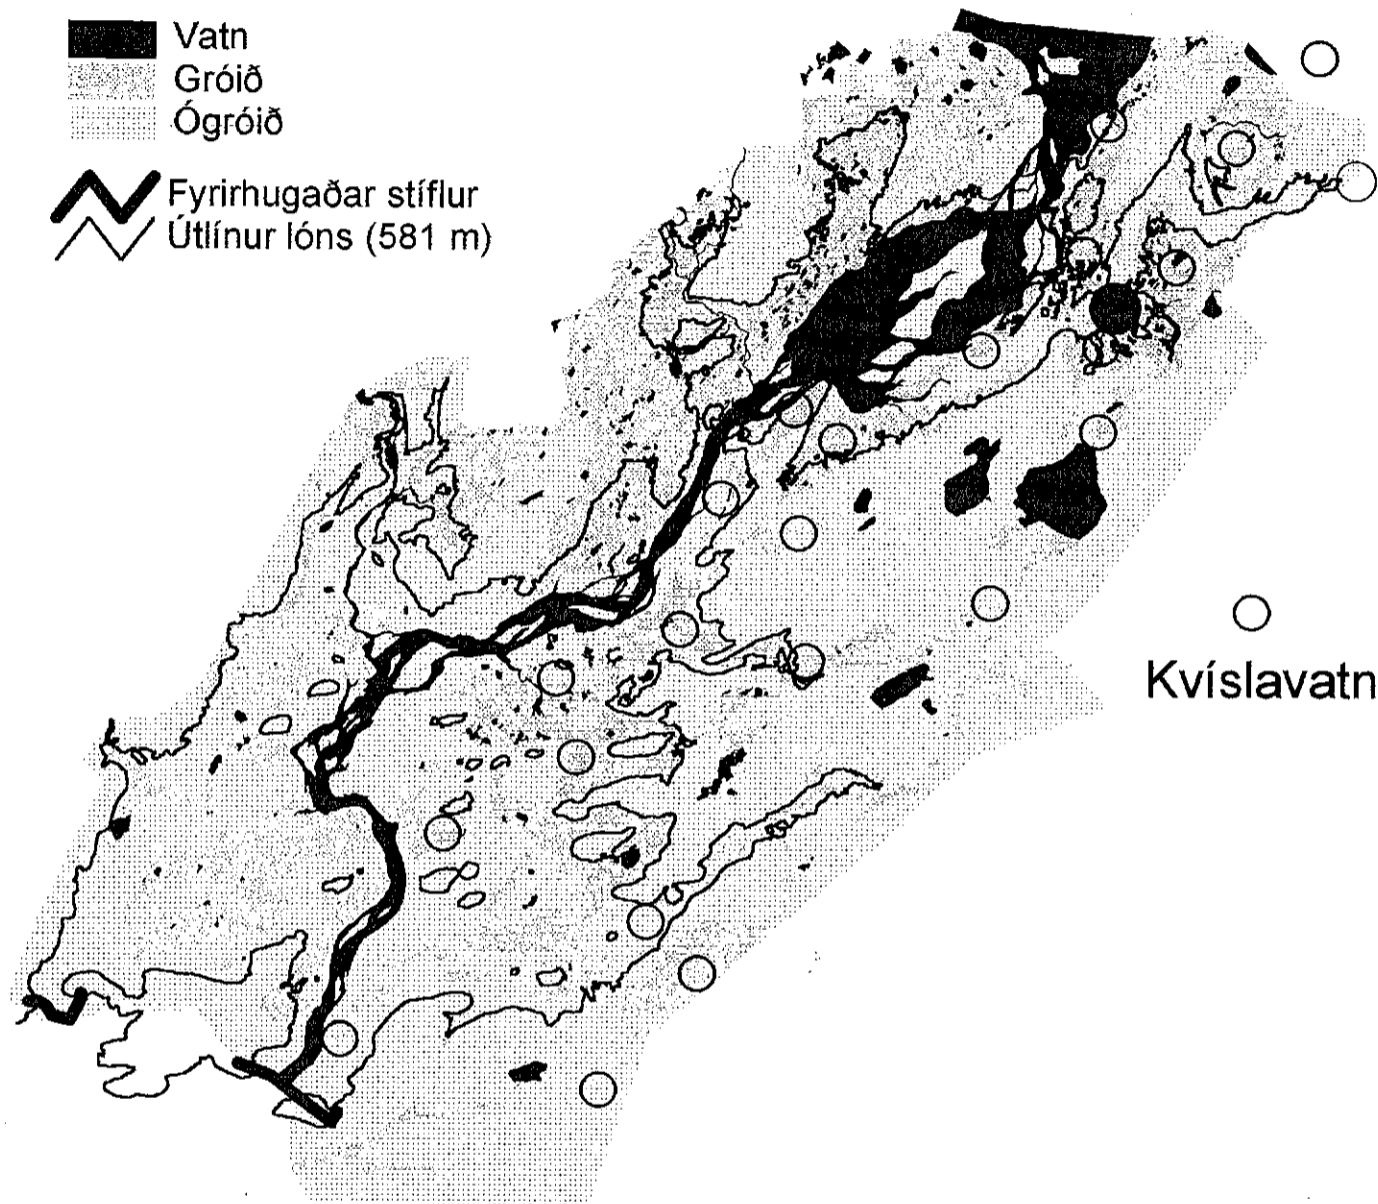 Vatn
Gróið
Ógróið
Fyrirhugaðar stíflur
Útlínur lóns (581 m)
Kvíslavatn